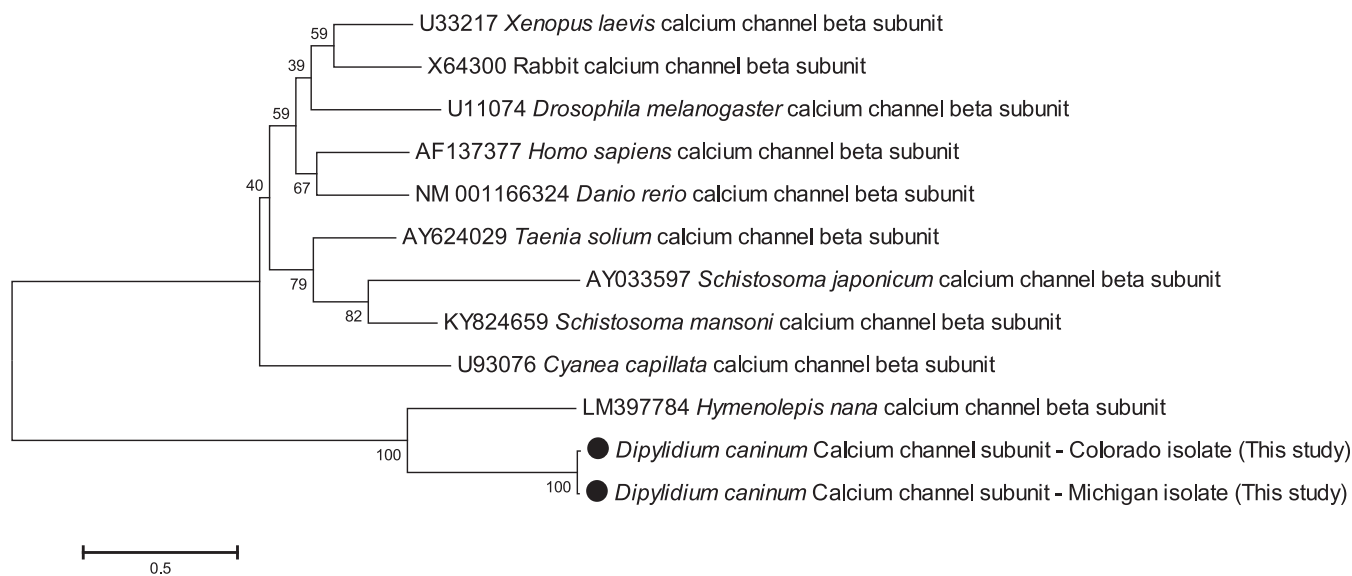 59
U33217 Xenopus laevis calcium channel beta subunit
39
X64300 Rabbit calcium channel beta subunit
59
U11074 Drosophila melanogaster calcium channel beta subunit
AF137377 Homo sapiens calcium channel beta subunit
67
40
NM 001166324 Danio rerio calcium channel beta subunit
AY624029 Taenia solium calcium channel beta subunit
79
AY033597 Schistosoma japonicum calcium channel beta subunit
82
KY824659 Schistosoma mansoni calcium channel beta subunit
U93076 Cyanea capillata calcium channel beta subunit
LM397784 Hymenolepis nana calcium channel beta subunit
100
Dipylidium caninum Calcium channel subunit - Colorado isolate (This study)
100
Dipylidium caninum Calcium channel subunit - Michigan isolate (This study)
0.5